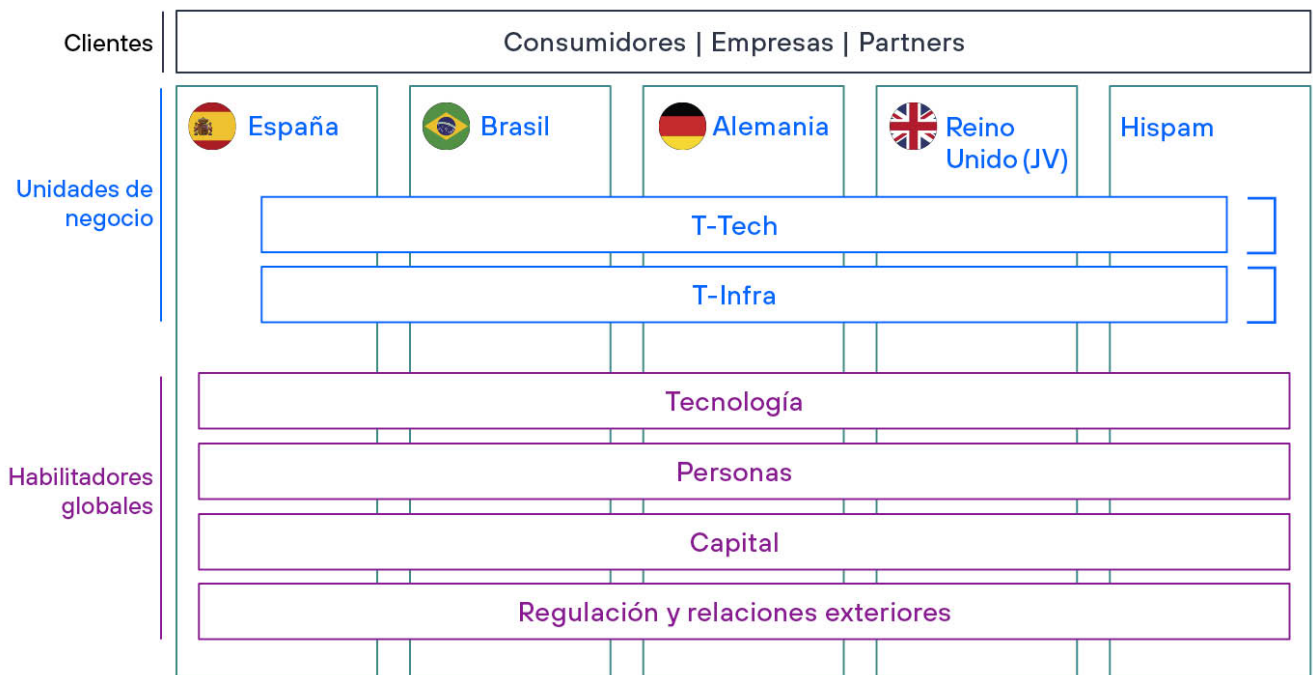 Clientes
Consumidores | Empresas | Partners
Unidades de
negocio
España
Brasil
Alemania
Reino
Unido (JV)
Hispam
T-Tech
T-Infra
Habilitadores
globales
Tecnología
Personas
Capital
Regulación y relaciones exteriores